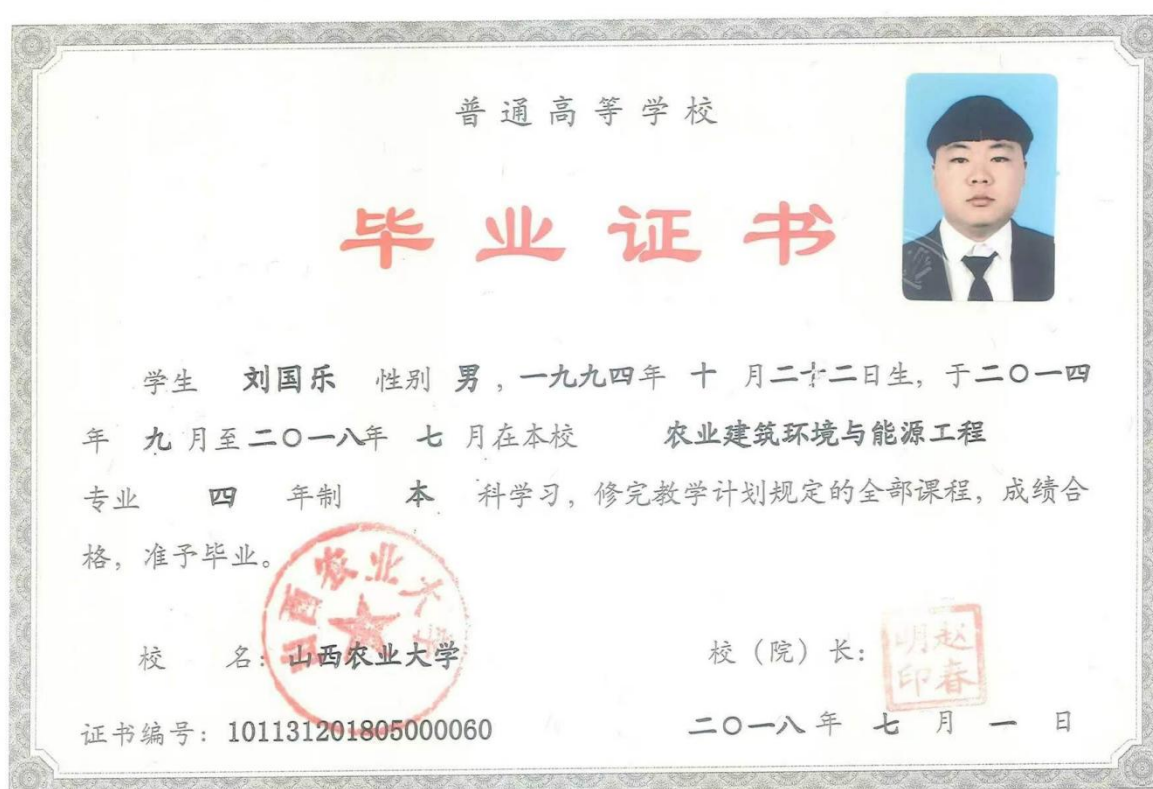 普通高等学校
毕业证书
学生 刘国乐 性别 男，一九九四年 十 月二十二日生，于二〇一四
年 九 月至二〇一八年 七 月在本校 农业建筑环境与能源工程
专业 四 年制 本 科学习，修完教学计划规定的全部课程，成绩合
格，准予毕业。
山西农业大学
校 名：山西农业大学
校（院）长：
赵春明印
证书编号：101131201805000060
二〇一八年 七 月 一 日